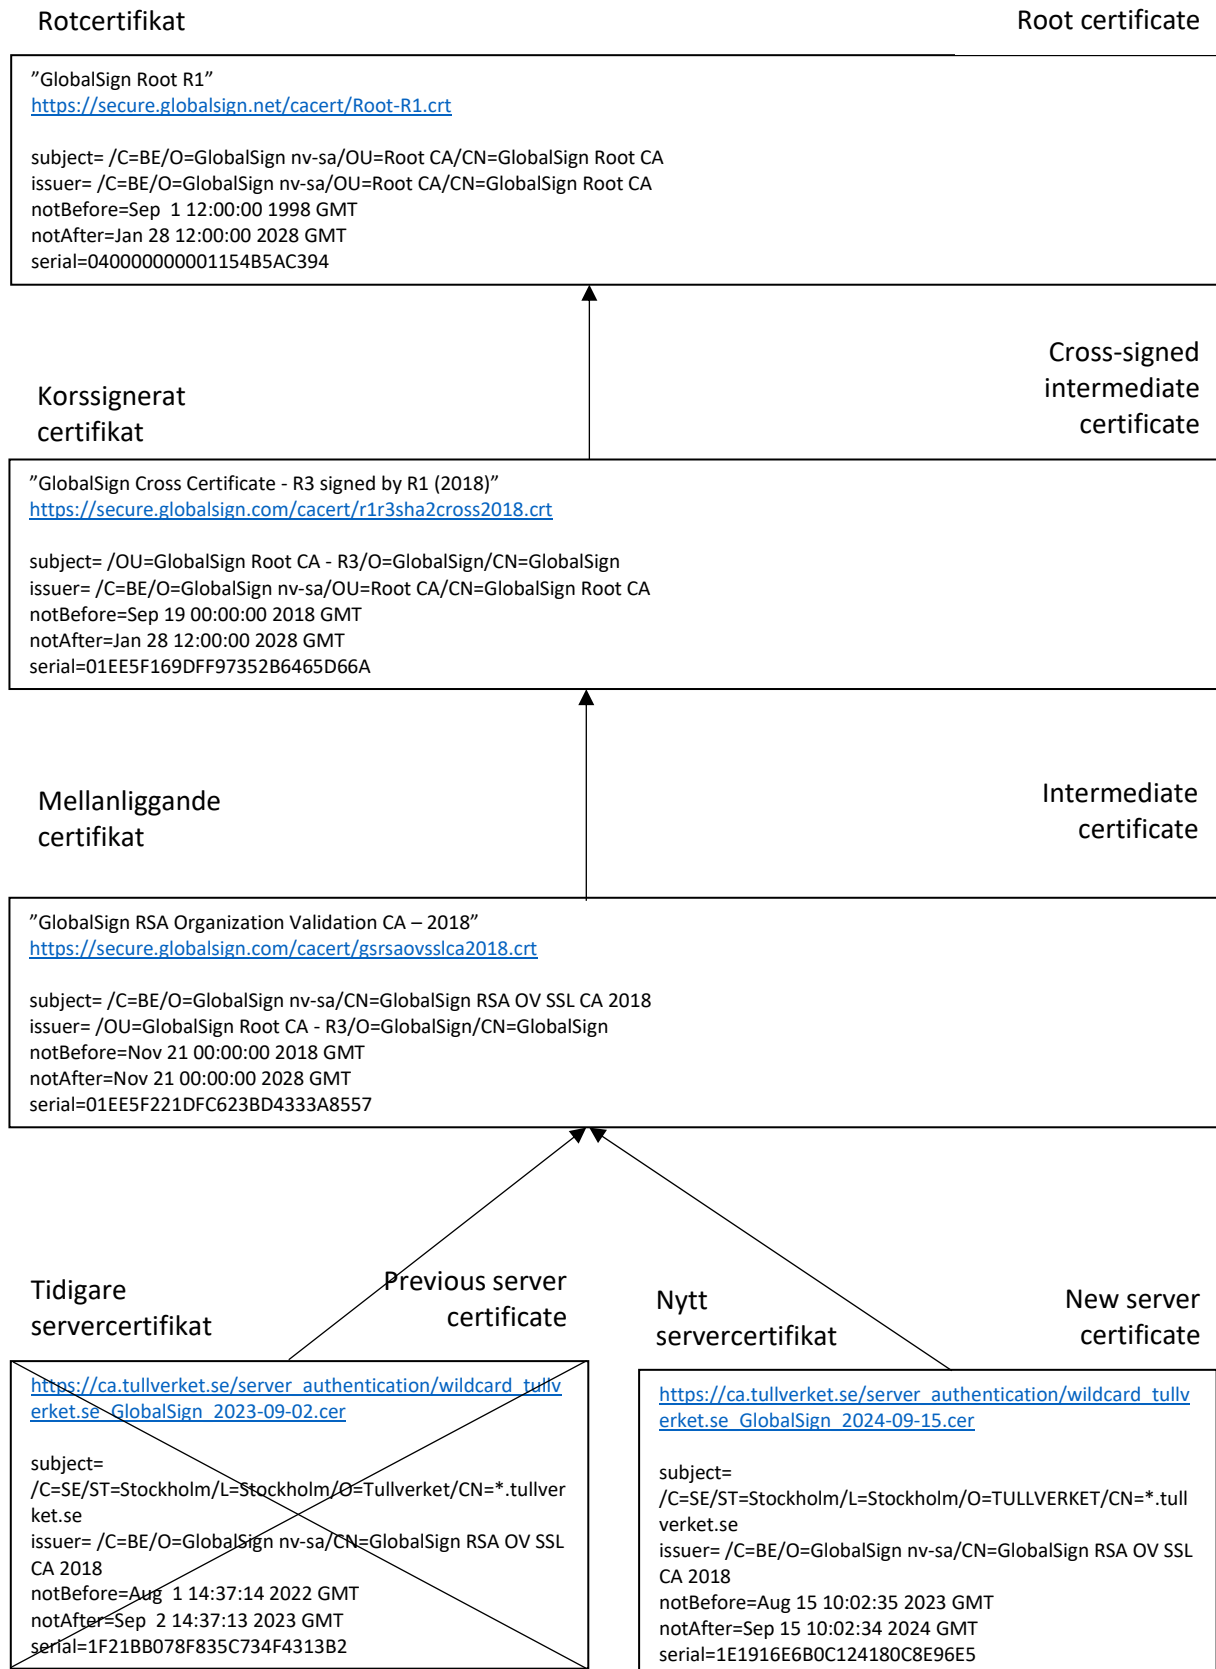 Rotcertifikat
Root certificate
”GlobalSign Root R1”
https://secure.globalsign.net/cacert/Root-R1.crt
subject= /C=BE/O=GlobalSign nv-sa/OU=Root CA/CN=GlobalSign Root CA
issuer= /C=BE/O=GlobalSign nv-sa/OU=Root CA/CN=GlobalSign Root CA
notBefore=Sep  1 12:00:00 1998 GMT
notAfter=Jan 28 12:00:00 2028 GMT
serial=040000000001154B5AC394
Korssignerat
certifikat
Cross-signed
intermediate
certificate
”GlobalSign Cross Certificate - R3 signed by R1 (2018)”
https://secure.globalsign.com/cacert/r1r3sha2cross2018.crt
subject= /OU=GlobalSign Root CA - R3/O=GlobalSign/CN=GlobalSign
issuer= /C=BE/O=GlobalSign nv-sa/OU=Root CA/CN=GlobalSign Root CA
notBefore=Sep 19 00:00:00 2018 GMT
notAfter=Jan 28 12:00:00 2028 GMT
serial=01EE5F169DFF97352B6465D66A
Mellanliggande
certifikat
Intermediate
certificate
”GlobalSign RSA Organization Validation CA – 2018”
https://secure.globalsign.com/cacert/gsrsaovsslca2018.crt
subject= /C=BE/O=GlobalSign nv-sa/CN=GlobalSign RSA OV SSL CA 2018
issuer= /OU=GlobalSign Root CA - R3/O=GlobalSign/CN=GlobalSign
notBefore=Nov 21 00:00:00 2018 GMT
notAfter=Nov 21 00:00:00 2028 GMT
serial=01EE5F221DFC623BD4333A8557
Tidigare
servercertifikat
Previous server
certificate
https://ca.tullverket.se/server_authentication/wildcard_tullv
erket.se_GlobalSign_2023-09-02.cer
subject=
/C=SE/ST=Stockholm/L=Stockholm/O=Tullverket/CN=*.tullver
ket.se
issuer= /C=BE/O=GlobalSign nv-sa/CN=GlobalSign RSA OV SSL
CA 2018
notBefore=Aug  1 14:37:14 2022 GMT
notAfter=Sep  2 14:37:13 2023 GMT
serial=1F21BB078F835C734F4313B2
Nytt
servercertifikat
New server
certificate
https://ca.tullverket.se/server_authentication/wildcard_tullv
erket.se_GlobalSign_2024-09-15.cer
subject=
/C=SE/ST=Stockholm/L=Stockholm/O=TULLVERKET/CN=*.tull
verket.se
issuer= /C=BE/O=GlobalSign nv-sa/CN=GlobalSign RSA OV SSL
CA 2018
notBefore=Aug 15 10:02:35 2023 GMT
notAfter=Sep 15 10:02:34 2024 GMT
serial=1E1916E6B0C124180C8E96E5